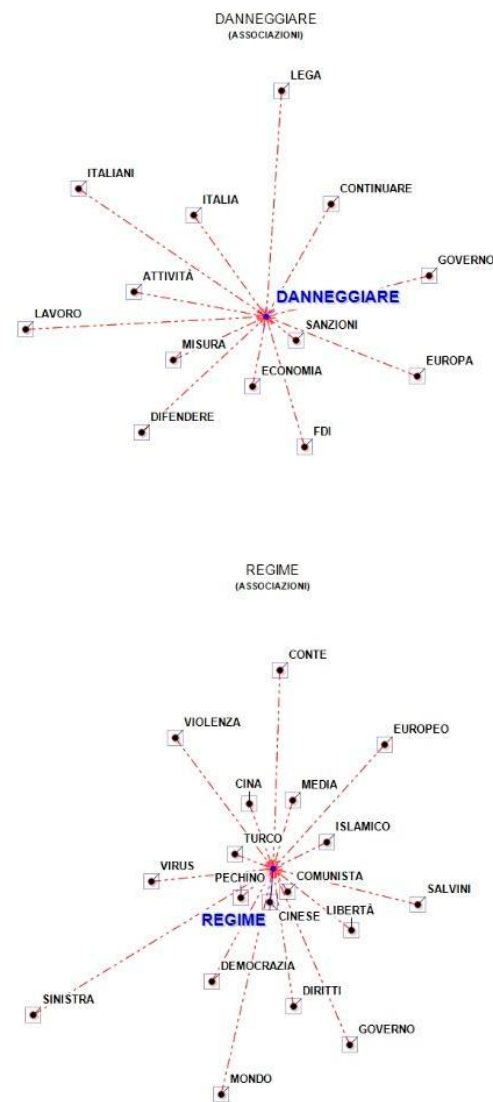 DANNEGGIARE
(ASSOCIAZIONI)
LEGA
ITALIANI
CONTINUARE
ITALIA
GOVERNO
ATTIVITÀ
DANNEGGIARE
LAVORO
SANZIONI
MISURA
EUROPA
ECONOMIA
DIFENDERE
FDI
REGIME
(ASSOCIAZIONI)
CONTE
VIOLENZA
EUROPEO
CINA
MEDIA
ISLAMICO
TURCO
VIRUS
PECHINO
COMUNISTA
SALVINI
REGIME
CINESE
LIBERTÀ
DEMOCRAZIA
SINISTRA
DIRITTI
GOVERNO
MONDO